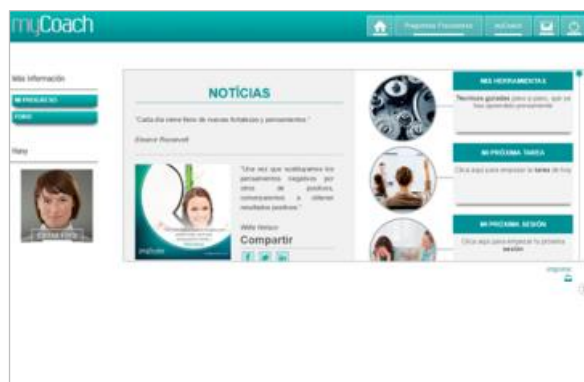 myCoach
Preguntas Frecuentes
myCoach
Más Información
MI PROGRESO
FORO
NOTÍCIAS
"Cada día viene lleno de nuevas fortalezas y pensamientos."
Eleanor Roosevelt
"Una vez que sustituyamos los
pensamientos negativos por
otros de positivos,
comenzaremos a obtener
resultados positivos."
Willie Nelson
Compartir
MIS HERRAMIENTAS
Técnicas guiadas paso a paso, que ya
has aprendido previamente
MI PRÓXIMA TAREA
Clica aquí para empezar la tarea de hoy
MI PRÓXIMA SESIÓN
Clica aquí para empezar tu próxima
sesión